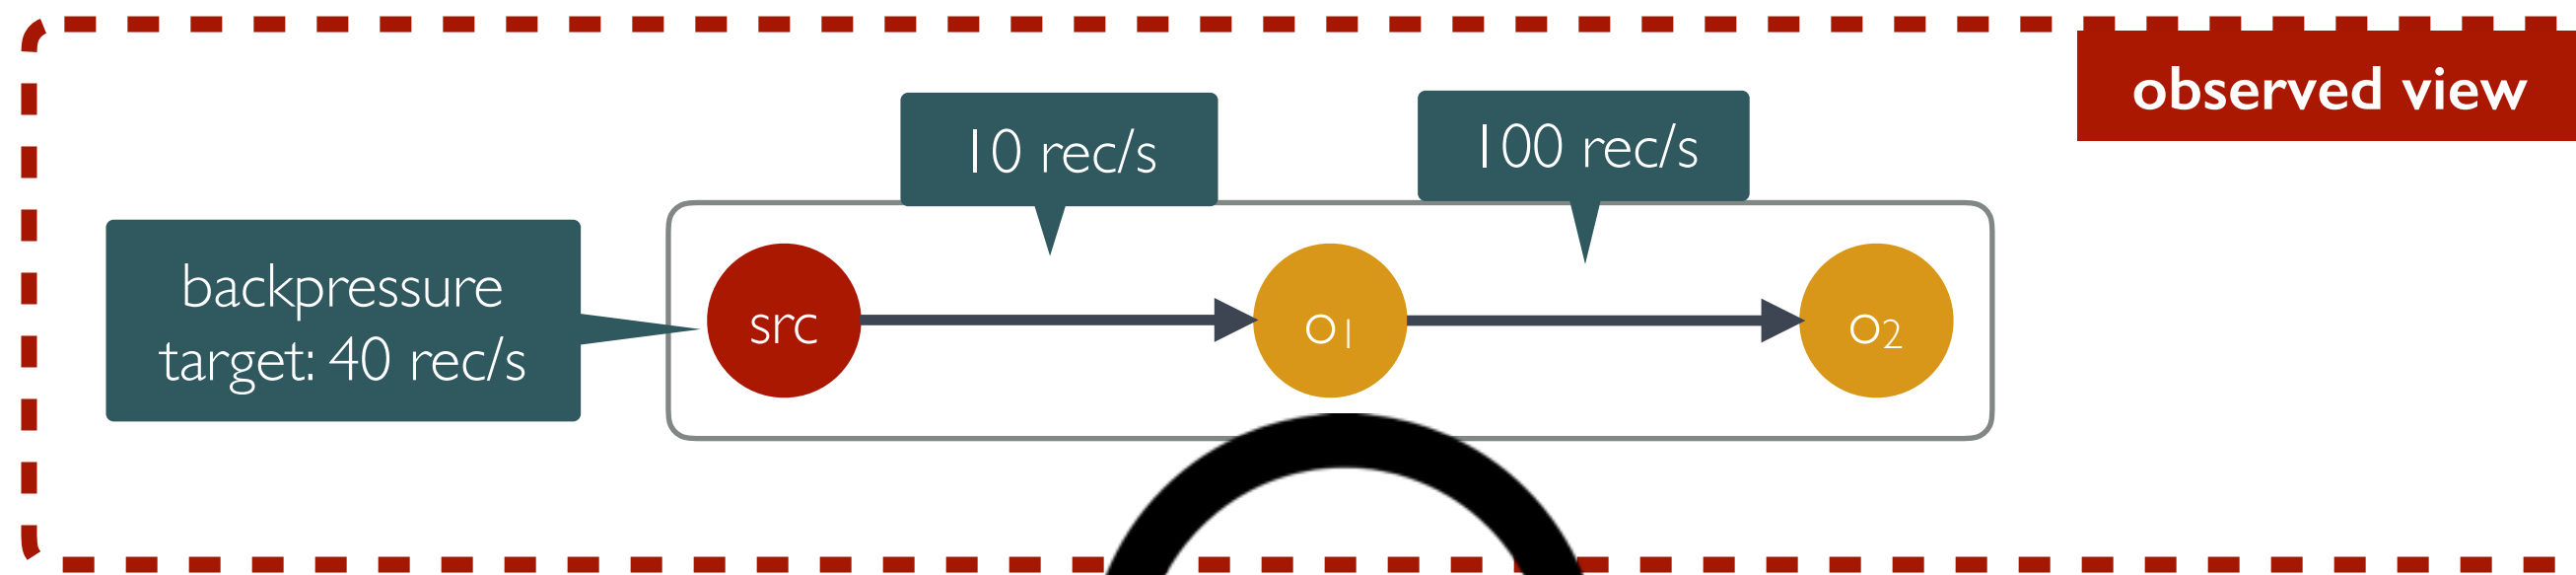 observed view
10 rec/s
100 rec/s
backpressure
target: 40 rec/s
src
o₁
o₂